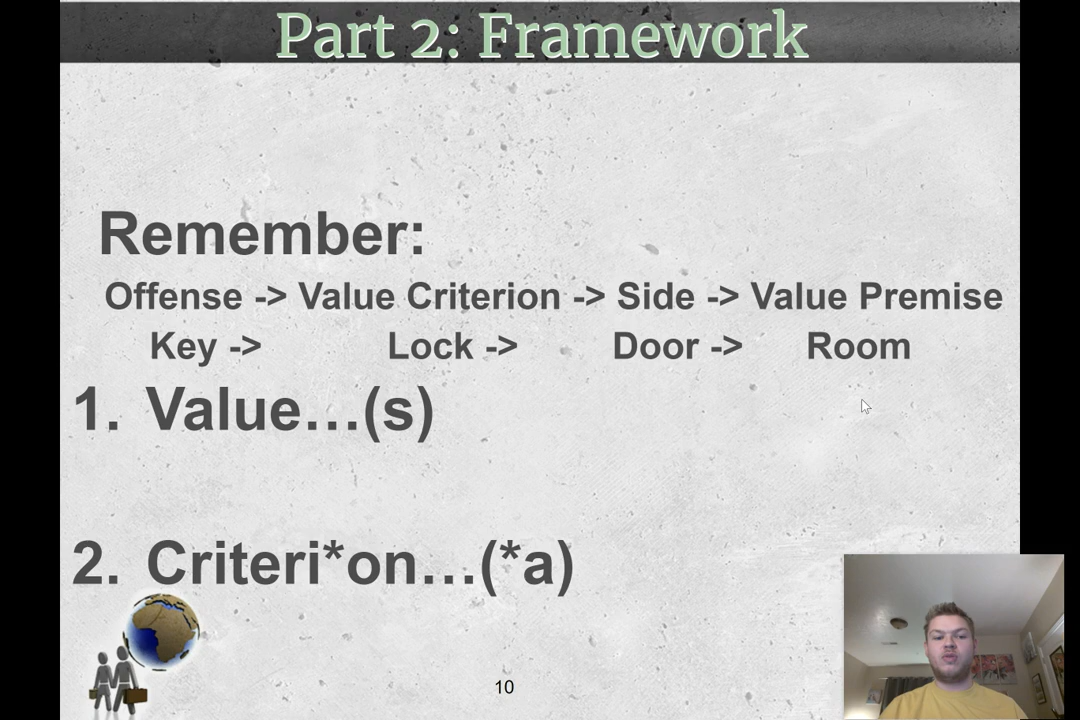 Part 2: Framework
Remember:
Offense -> Value Criterion -> Side -> Value Premise
Key -> Lock -> Door -> Room
1. Value…(s)
2. Criteri*on…(*a)
10